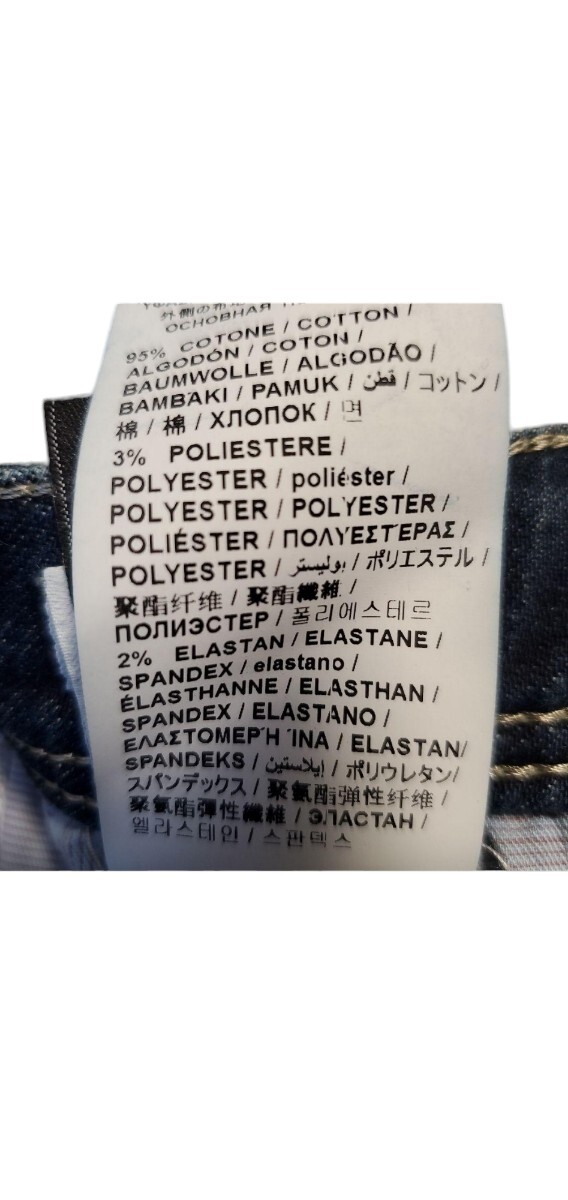 外側の布地
ОСНОВНАЯ
95% COTONE / COTTON /
ALGODÓN / COTON /
BAUMWOLLE / ALGODÃO /
BAMBAKI / PAMUK / قطن / コットン /
棉 / 棉 / ХЛОПОК / 면
3% POLIESTERE /
POLYESTER / poliéster /
POLYESTER / POLYESTER /
POLIÉSTER / ΠΟΛΥΕΣΤΕΡΑΣ /
POLYESTER / بوليستر / ポリエステル /
聚酯纤维 / 聚酯纖維 /
ПОЛИЭСТЕР / 폴리에스테르
2% ELASTAN / ELASTANE /
SPANDEX / elastano /
ÉLASTHANNE / ELASTHAN /
SPANDEX / ELASTANO /
ΕΛΑΣΤΟΜΕΡΉ ΊΝΑ / ELASTAN/
SPANDEKS / إيلاستين / ポリウレタン/
スパンデックス / 聚氨酯弹性纤维 /
聚氨酯彈性纖維 / ЭЛАСТАН /
엘라스테인 / 스판덱스